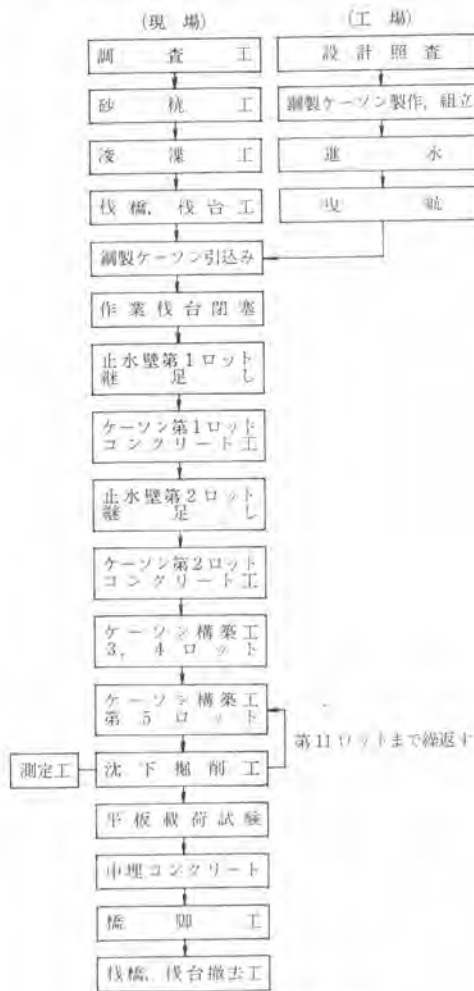 (現場)
調査工
砂杭工
浚渫工
桟橋，桟台工
鋼製ケーソン引込み
作業桟台閉塞
止水壁第1ロット
継足し
ケーソン第1ロット
コンクリート工
止水壁第2ロット
継足し
ケーソン第2ロット
コンクリート工
ケーソン構築工
3，4ロット
ケーソン構築工
第5ロット
沈下掘削工
測定工
第11ロットまで繰返す
平板載荷試験
中埋コンクリート
橋脚工
桟橋，桟台撤去工
(工場)
設計照査
鋼製ケーソン製作，組立
進水
曳航